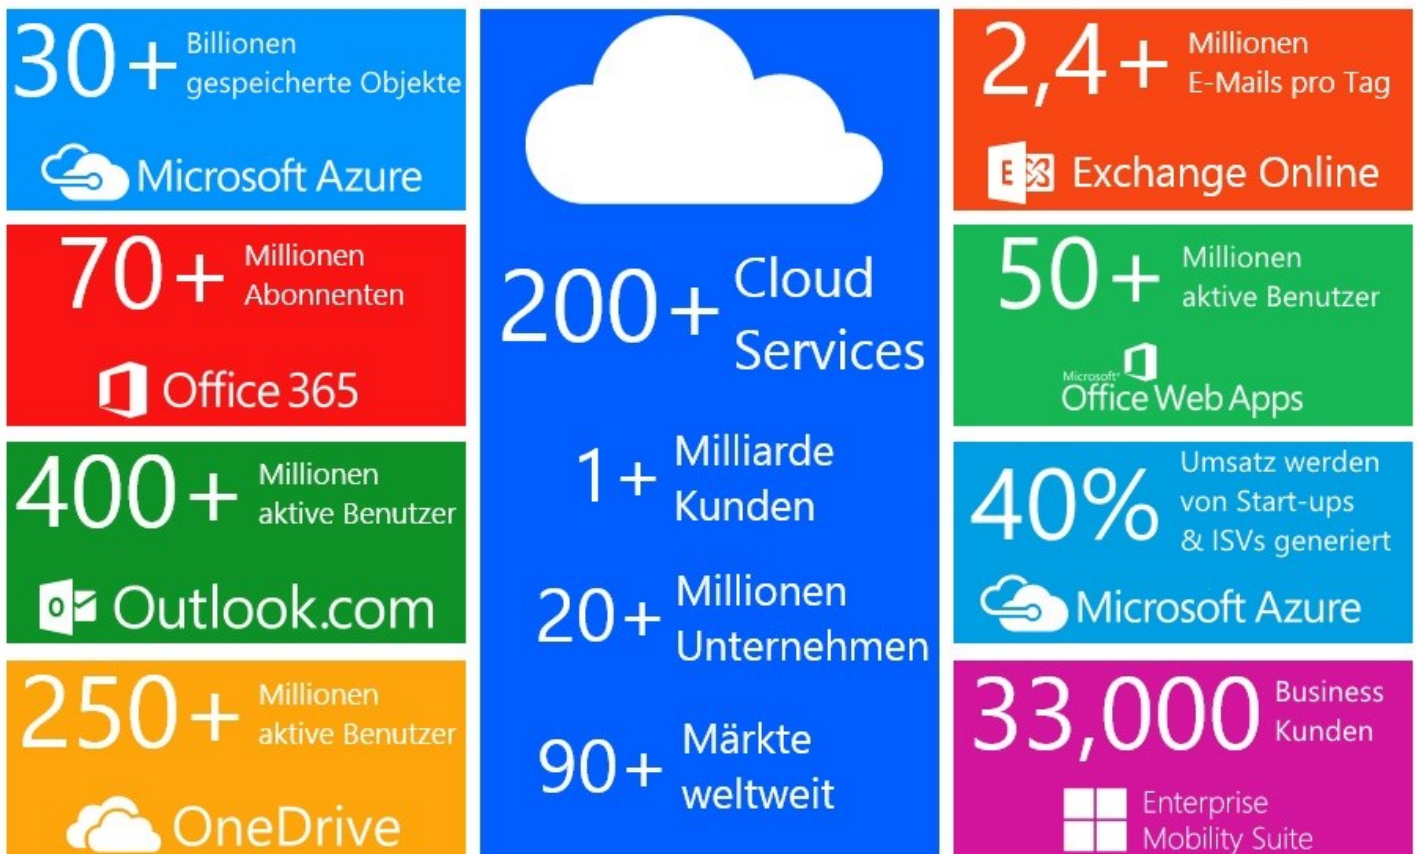 30+ Billionen
gespeicherte Objekte
Microsoft Azure
70+ Millionen
Abonnenten
Office 365
400+ Millionen
aktive Benutzer
Outlook.com
250+ Millionen
aktive Benutzer
OneDrive
200+ Cloud
Services
1+ Milliarde
Kunden
20+ Millionen
Unternehmen
90+ Märkte
weltweit
2,4+ Millionen
E-Mails pro Tag
E Exchange Online
50+ Millionen
aktive Benutzer
Microsoft®
Office Web Apps
40% Umsatz werden
von Start-ups
& ISVs generiert
Microsoft Azure
33,000 Business
Kunden
Enterprise
Mobility Suite